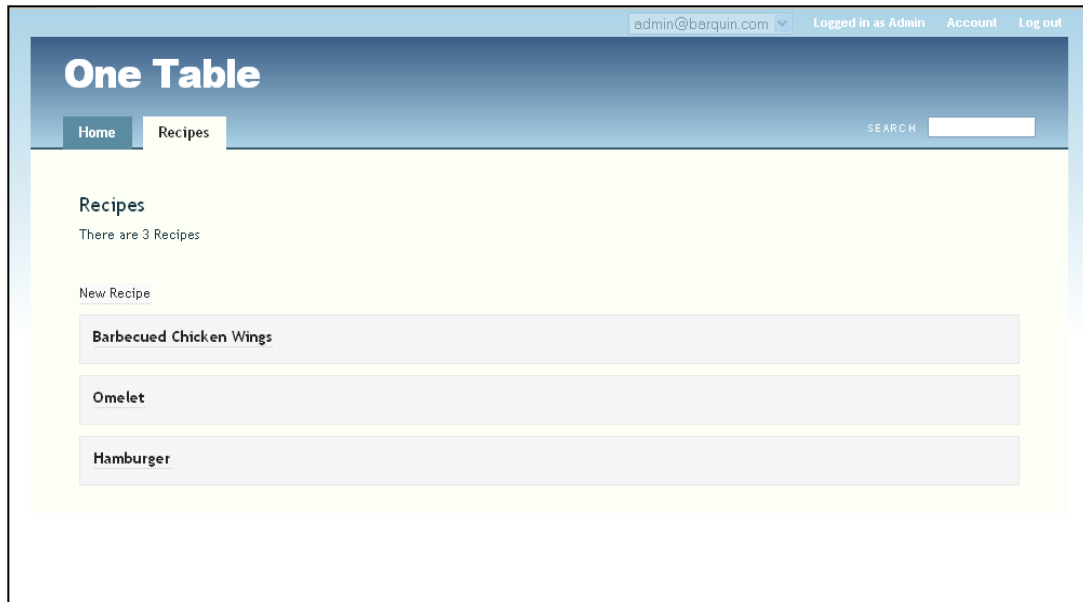 admin@barquin.com Logged in as Admin Account Log out
One Table
Home Recipes SEARCH
Recipes
There are 3 Recipes
New Recipe
Barbecued Chicken Wings
Omelet
Hamburger